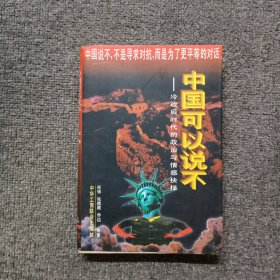 中国说不,不是寻求对抗,而是为了更平等的对话
中国可以说不
——冷战后时代的政治与情感抉择